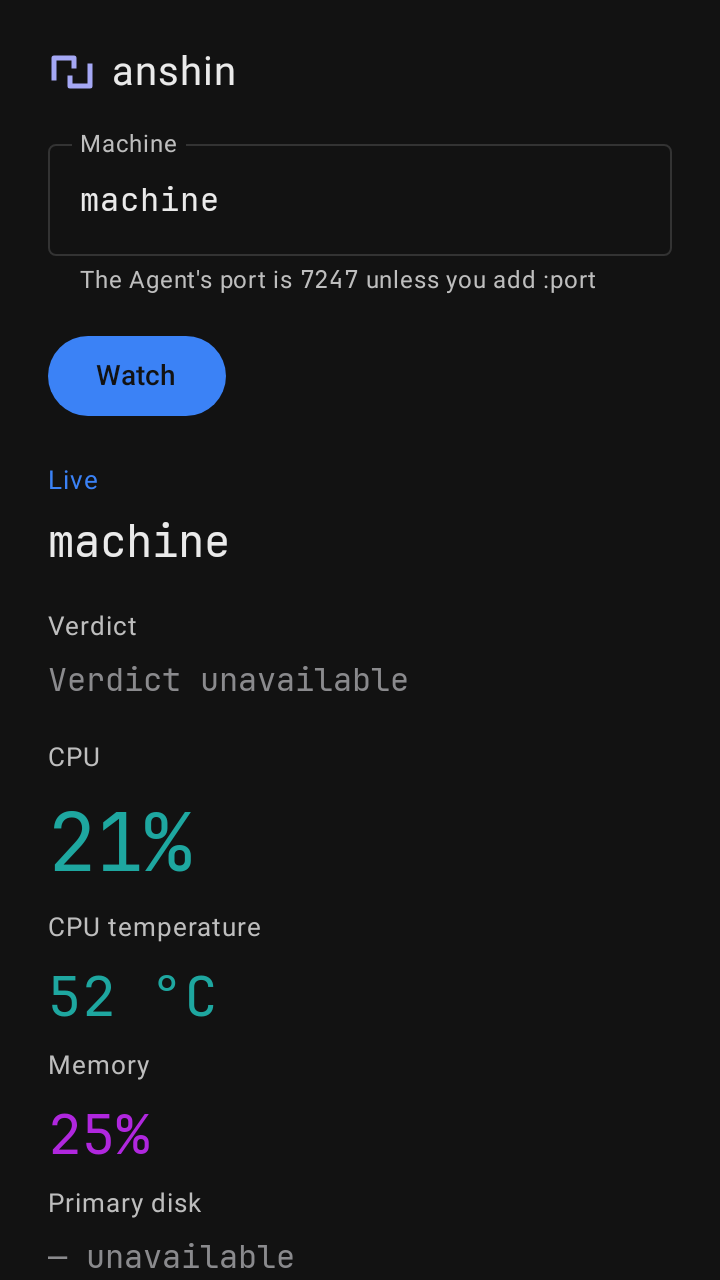 anshin
Machine
machine
The Agent's port is 7247 unless you add :port
Watch
Live
machine
Verdict
Verdict unavailable
CPU
21%
CPU temperature
52 °C
Memory
25%
Primary disk
— unavailable